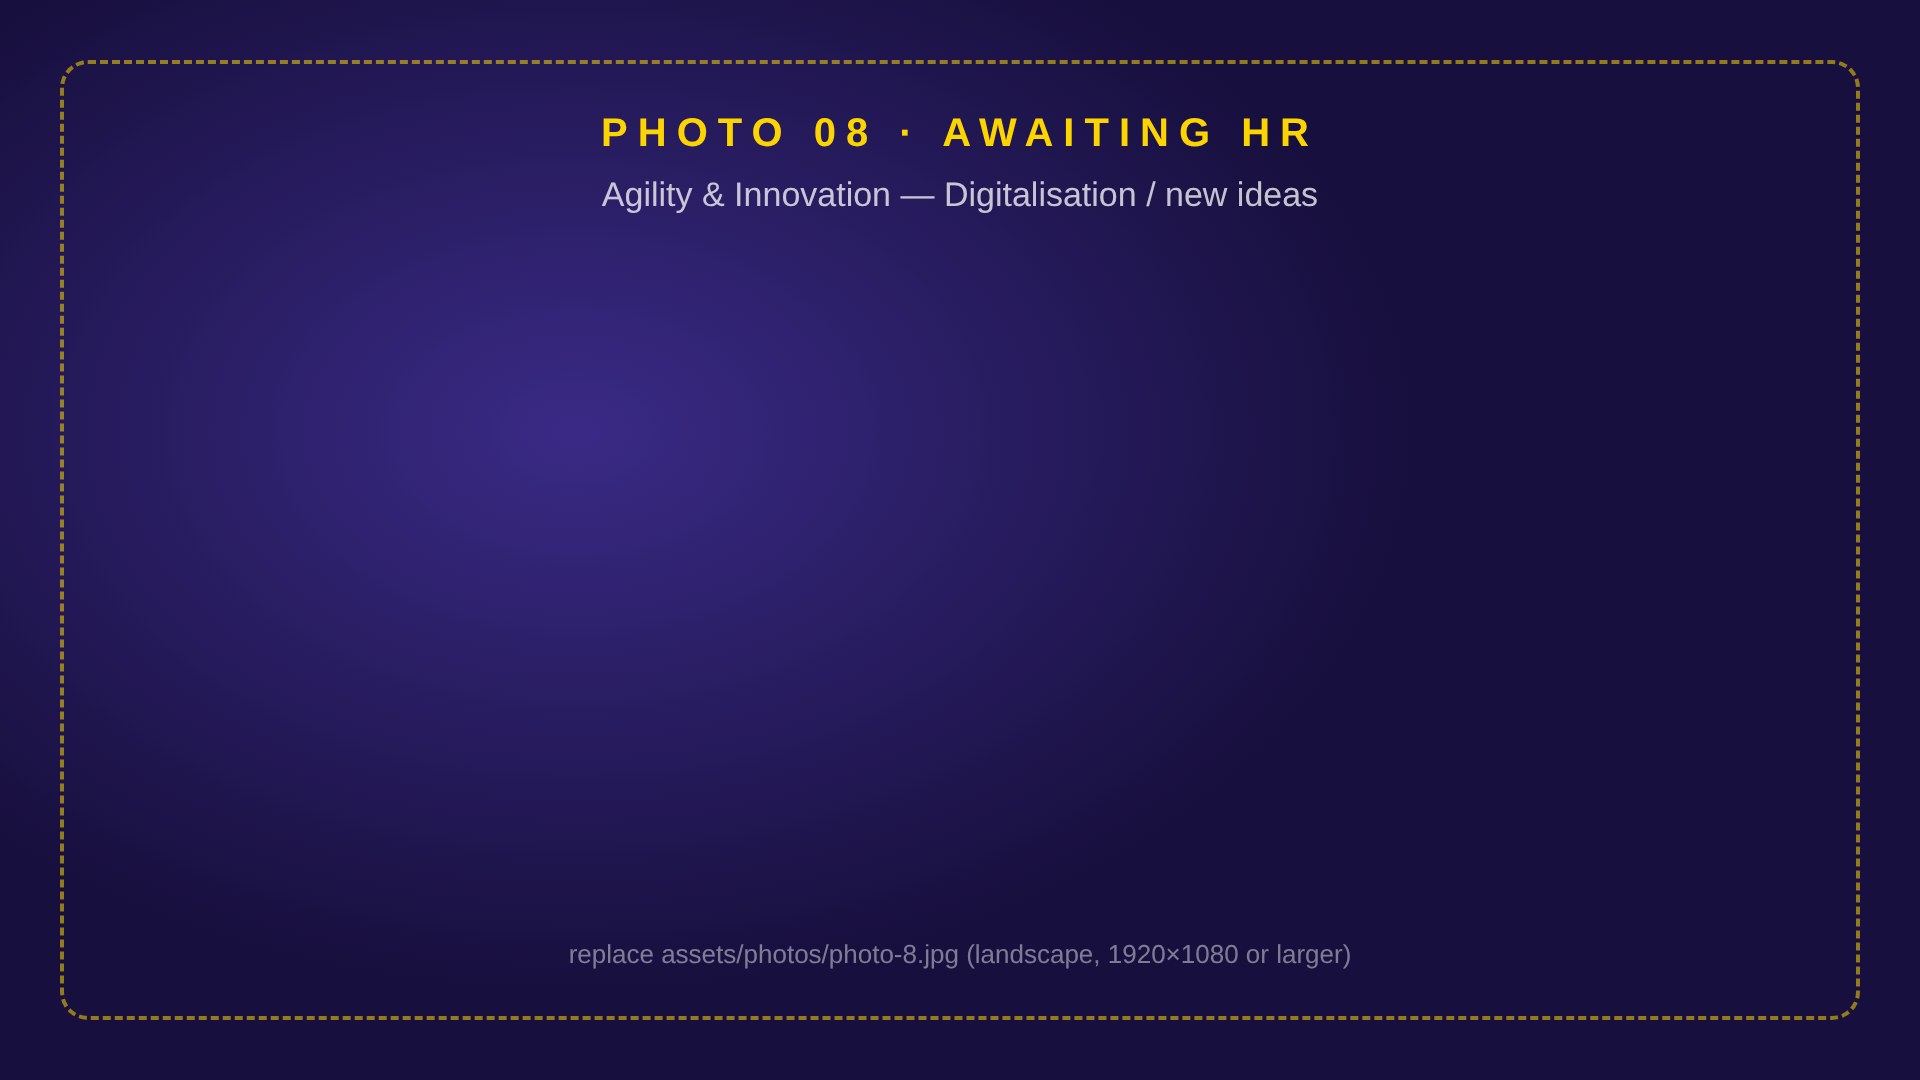 PHOTO 08 · AWAITING HR
Agility & Innovation — Digitalisation / new ideas
replace assets/photos/photo-8.jpg (landscape, 1920×1080 or larger)